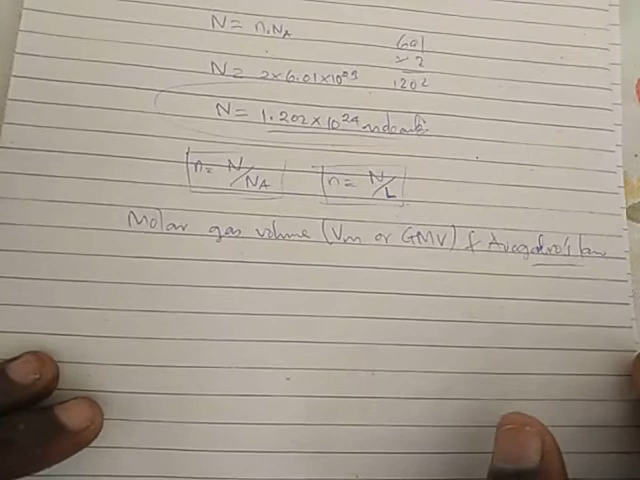 N = n.NA
601
× 2
1202
N = 2×6.01×10²³
N = 1.202×10²⁴ molecules
n = N/NA
n = N/L
Molar gas volume (Vm or GMV) & Avogadro's law